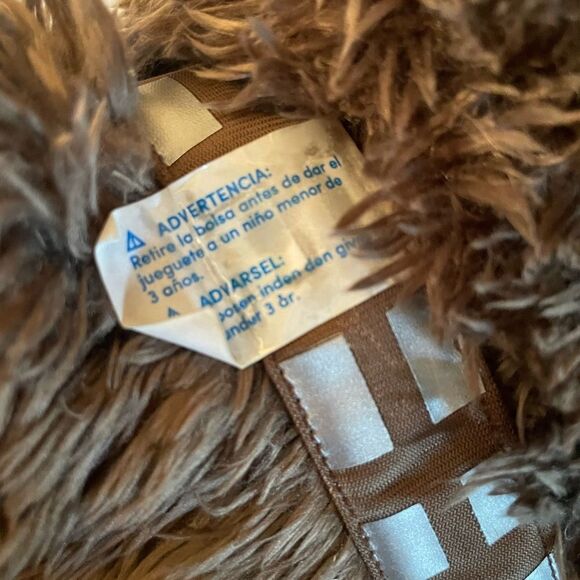 ⚠ ADVERTENCIA:
Retire la bolsa antes de dar el
jueguete a un niño menor de
3 años.
⚠ ADVARSEL:
posen inden den giv
under 3 år.